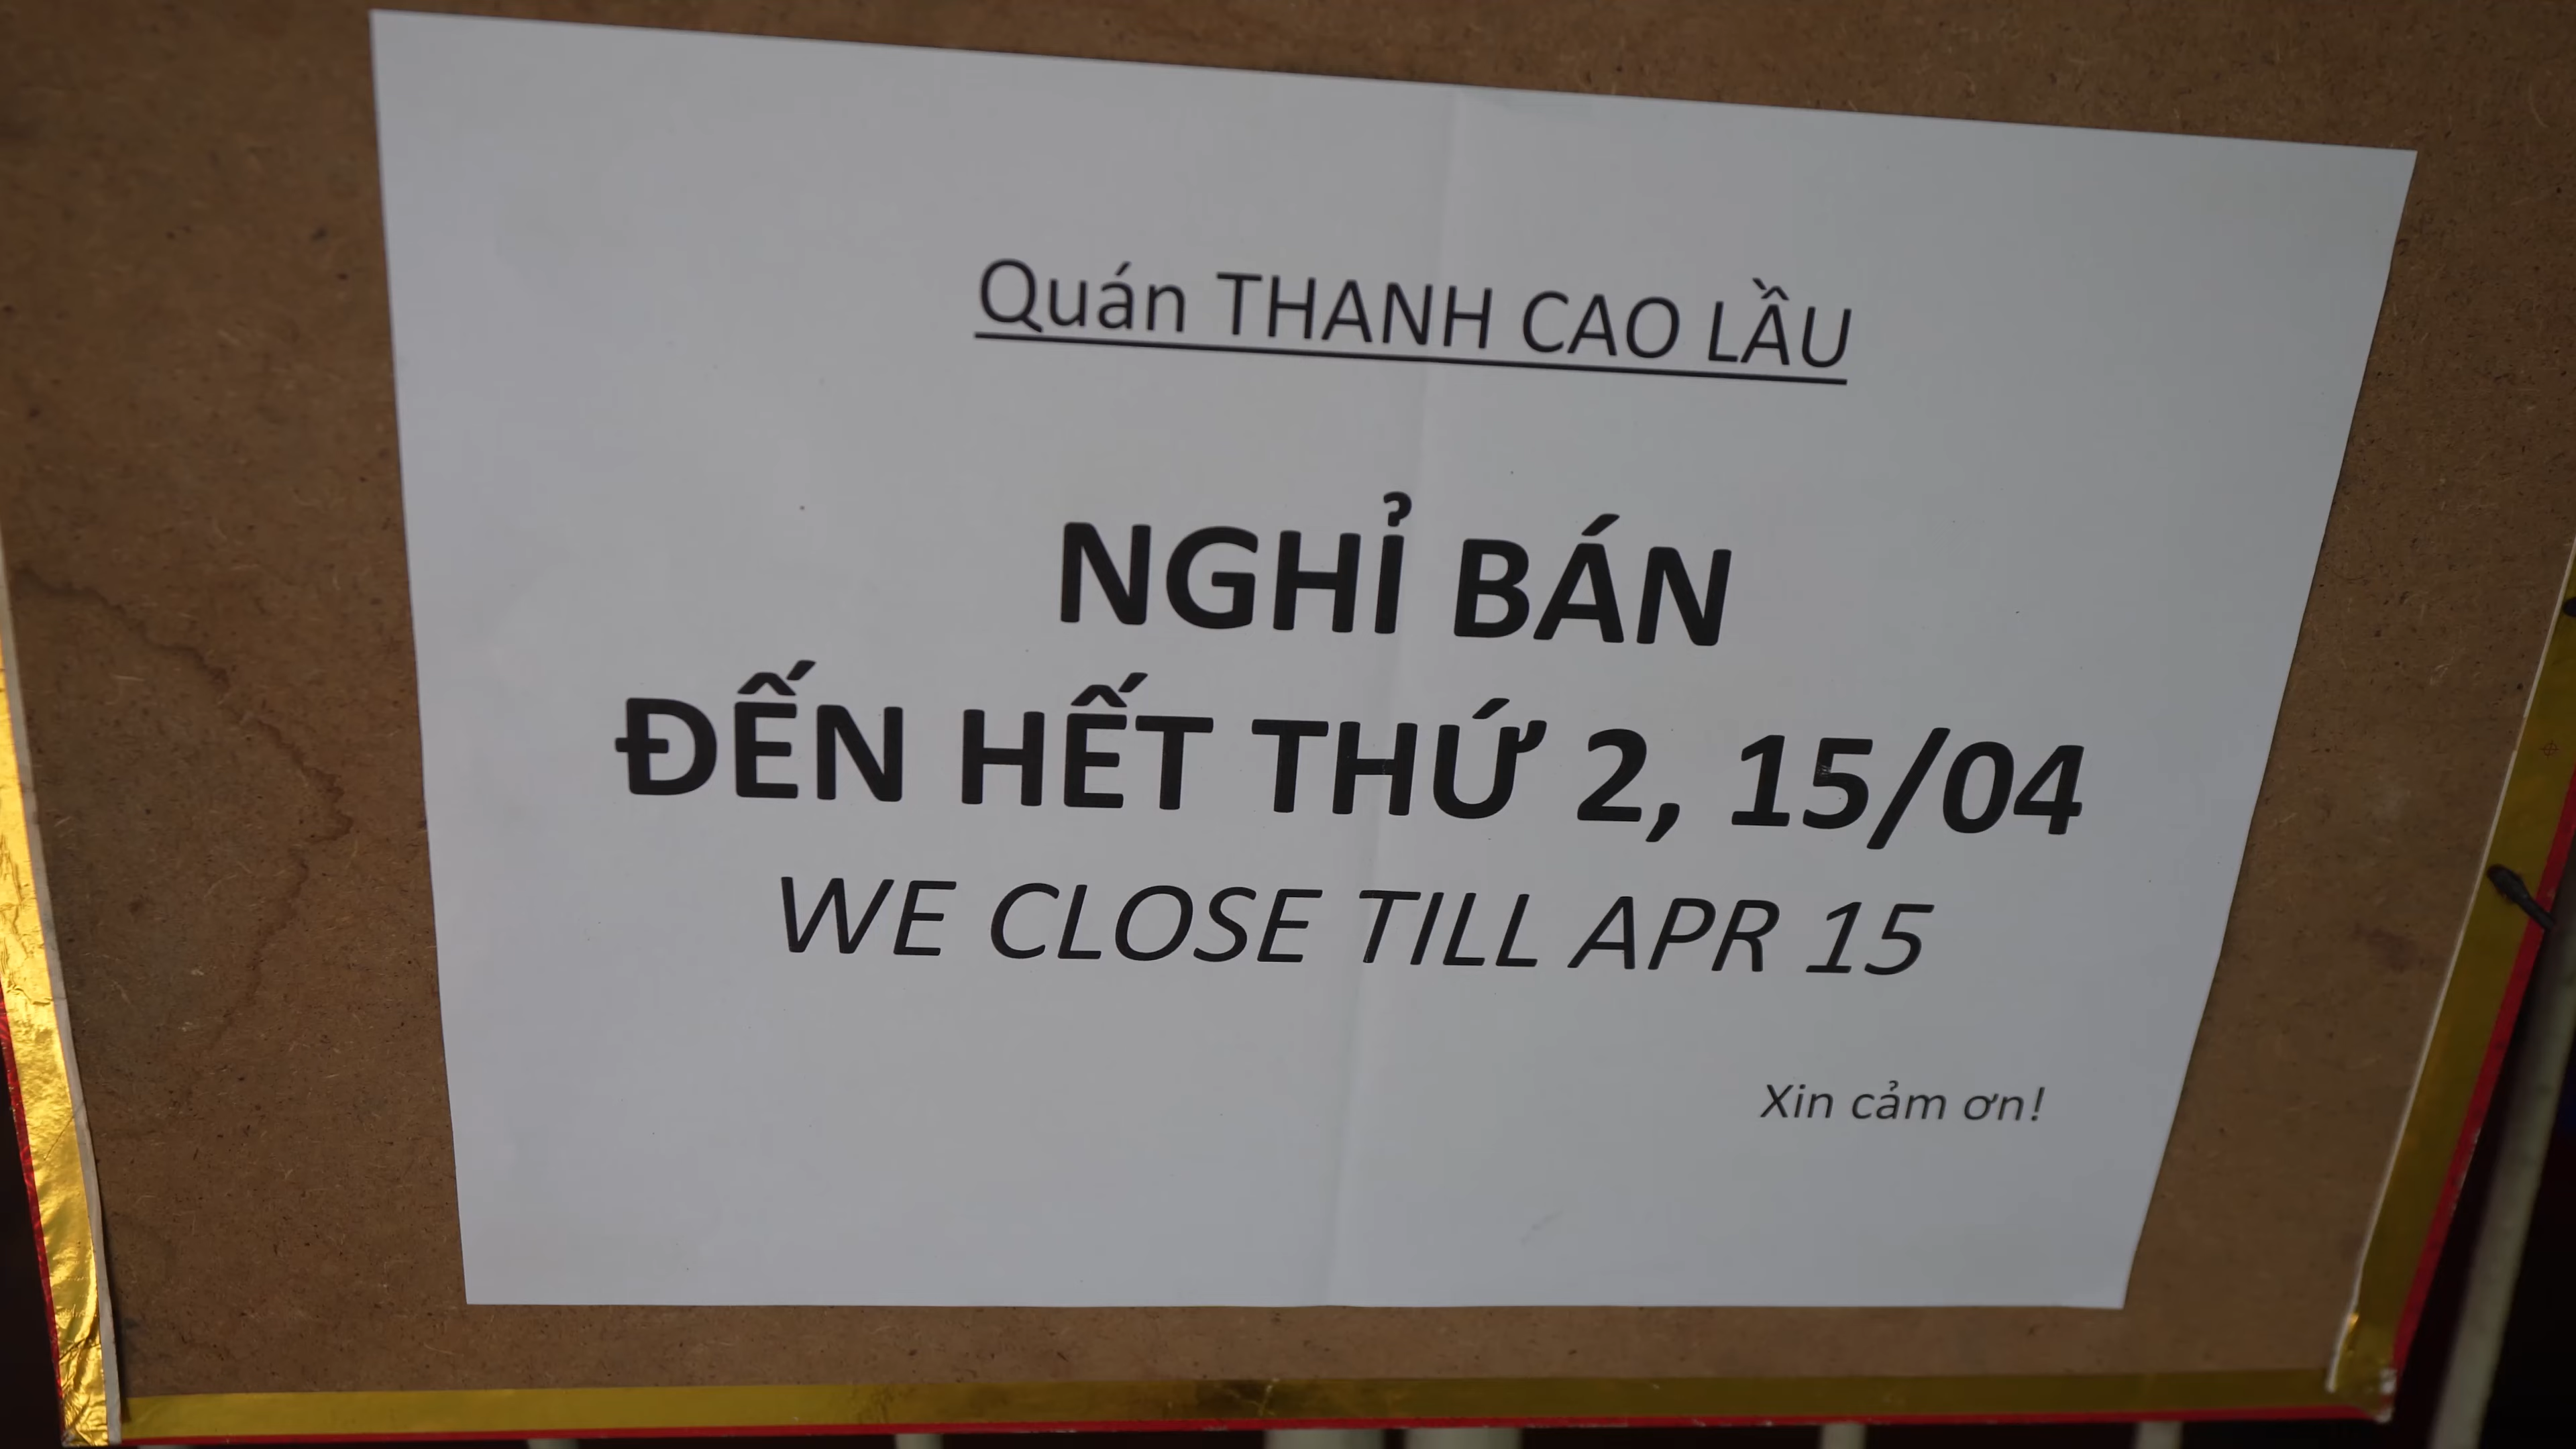 Quán THANH CAO LẦU
NGHỈ BÁN
ĐẾN HẾT THỨ 2, 15/04
WE CLOSE TILL APR 15
Xin cảm ơn!